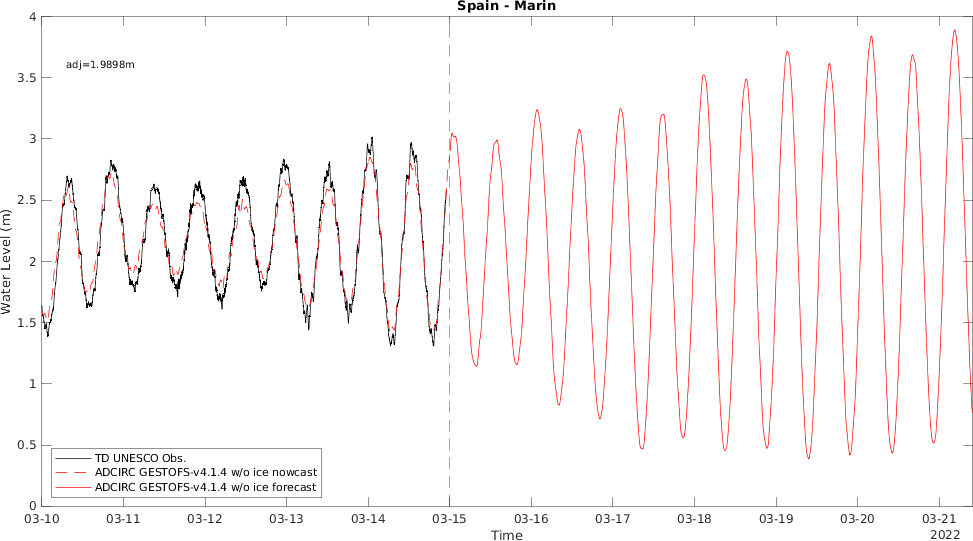 Spain - Marin
4
3.5
3
2.5
2
1.5
1
0.5
0
Water Level (m)
adj=1.9898m
TD UNESCO Obs.
ADCIRC GESTOFS-v4.1.4 w/o ice nowcast
ADCIRC GESTOFS-v4.1.4 w/o ice forecast
03-10 03-11 03-12 03-13 03-14 03-15 03-16 03-17 03-18 03-19 03-20 03-21
Time
2022